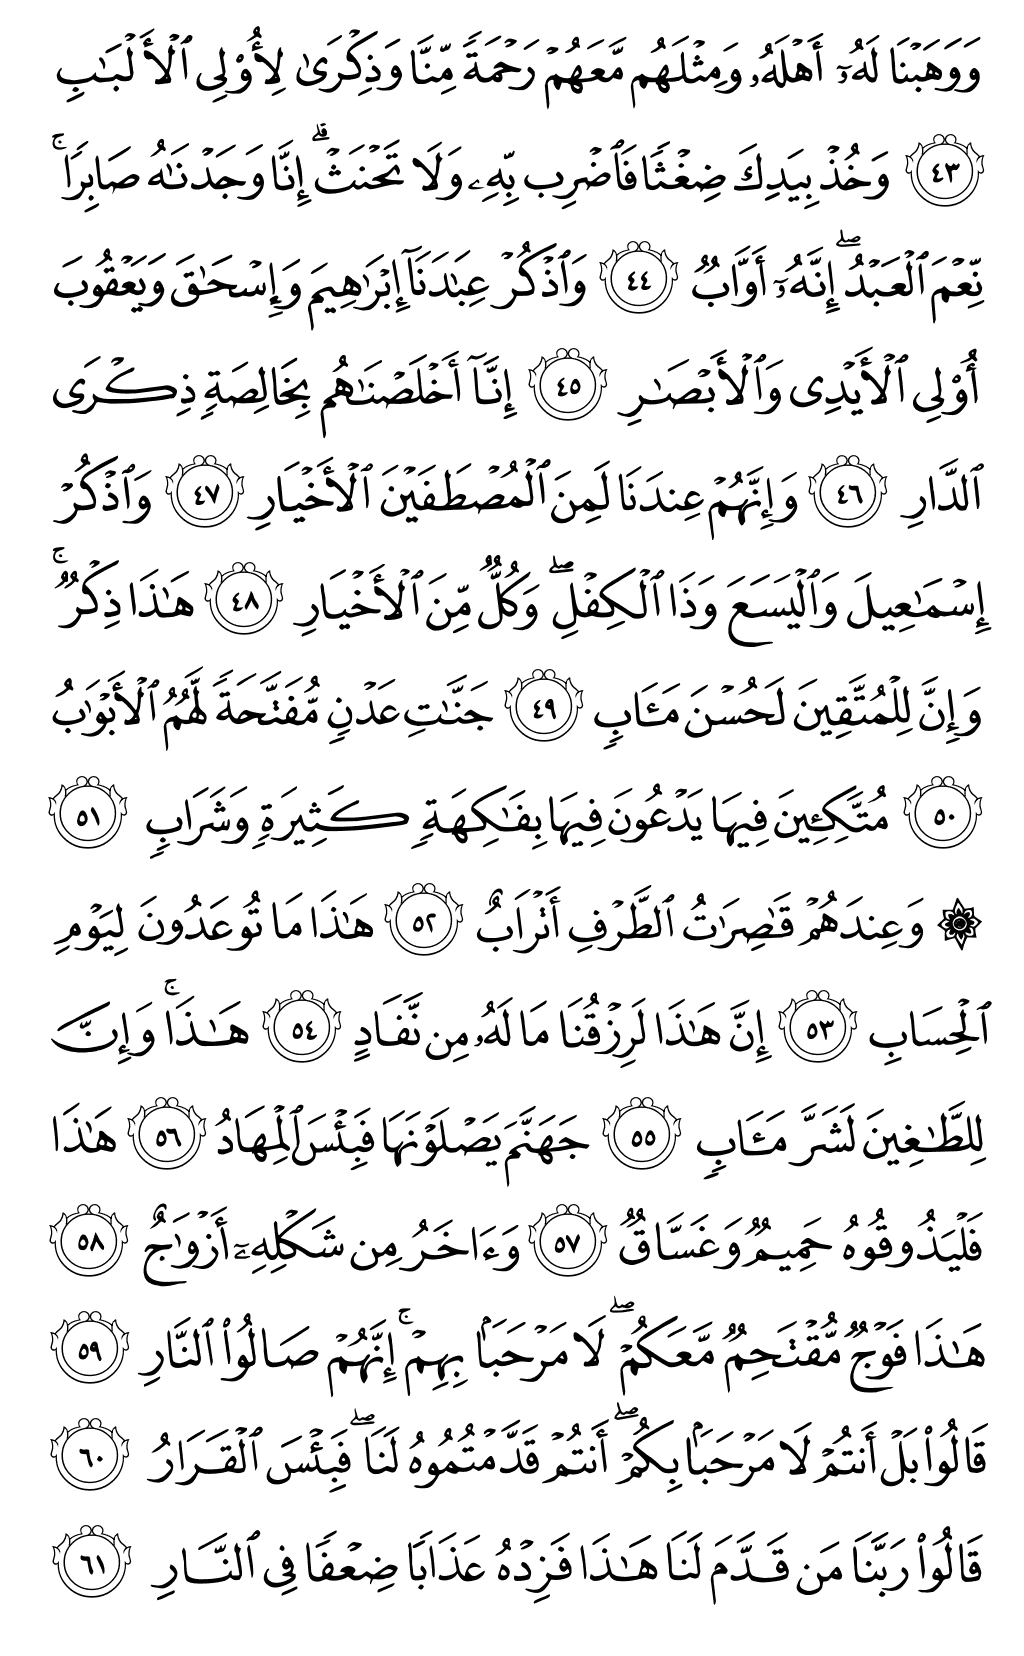 وَوَهَبْنَا لَهُۥٓ أَهْلَهُۥ وَمِثْلَهُم مَّعَهُمْ رَحْمَةً مِّنَّا وَذِكْرَىٰ لِأُو۟لِى ٱلْأَلْبَـٰبِ
٤٣ وَخُذْ بِيَدِكَ ضِغْثًا فَٱضْرِب بِّهِۦ وَلَا تَحْنَثْ ۗ إِنَّا وَجَدْنَـٰهُ صَابِرًا ۚ
نِّعْمَ ٱلْعَبْدُ ۖ إِنَّهُۥٓ أَوَّابٌ ٤٤ وَٱذْكُرْ عِبَـٰدَنَآ إِبْرَٰهِيمَ وَإِسْحَـٰقَ وَيَعْقُوبَ
أُو۟لِى ٱلْأَيْدِى وَٱلْأَبْصَـٰرِ ٤٥ إِنَّآ أَخْلَصْنَـٰهُم بِخَالِصَةٍ ذِكْرَى
ٱلدَّارِ ٤٦ وَإِنَّهُمْ عِندَنَا لَمِنَ ٱلْمُصْطَفَيْنَ ٱلْأَخْيَارِ ٤٧ وَٱذْكُرْ
إِسْمَـٰعِيلَ وَٱلْيَسَعَ وَذَا ٱلْكِفْلِ ۖ وَكُلٌّ مِّنَ ٱلْأَخْيَارِ ٤٨ هَـٰذَا ذِكْرٌ ۚ
وَإِنَّ لِلْمُتَّقِينَ لَحُسْنَ مَـَٔابٍ ٤٩ جَنَّـٰتِ عَدْنٍ مُّفَتَّحَةً لَّهُمُ ٱلْأَبْوَٰبُ
٥٠ مُتَّكِـِٔينَ فِيهَا يَدْعُونَ فِيهَا بِفَـٰكِهَةٍ كَثِيرَةٍ وَشَرَابٍ ٥١
۞ وَعِندَهُمْ قَـٰصِرَٰتُ ٱلطَّرْفِ أَتْرَابٌ ٥٢ هَـٰذَا مَا تُوعَدُونَ لِيَوْمِ
ٱلْحِسَابِ ٥٣ إِنَّ هَـٰذَا لَرِزْقُنَا مَا لَهُۥ مِن نَّفَادٍ ٥٤ هَـٰذَا ۚ وَإِنَّ
لِلطَّـٰغِينَ لَشَرَّ مَـَٔابٍ ٥٥ جَهَنَّمَ يَصْلَوْنَهَا فَبِئْسَ ٱلْمِهَادُ ٥٦ هَـٰذَا
فَلْيَذُوقُوهُ حَمِيمٌ وَغَسَّاقٌ ٥٧ وَءَاخَرُ مِن شَكْلِهِۦٓ أَزْوَٰجٌ ٥٨
هَـٰذَا فَوْجٌ مُّقْتَحِمٌ مَّعَكُمْ ۖ لَا مَرْحَبًۢا بِهِمْ ۚ إِنَّهُمْ صَالُوا۟ ٱلنَّارِ ٥٩
قَالُوا۟ بَلْ أَنتُمْ لَا مَرْحَبًۢا بِكُمْ ۖ أَنتُمْ قَدَّمْتُمُوهُ لَنَا ۖ فَبِئْسَ ٱلْقَرَارُ ٦٠
قَالُوا۟ رَبَّنَا مَن قَدَّمَ لَنَا هَـٰذَا فَزِدْهُ عَذَابًا ضِعْفًا فِى ٱلنَّارِ ٦١